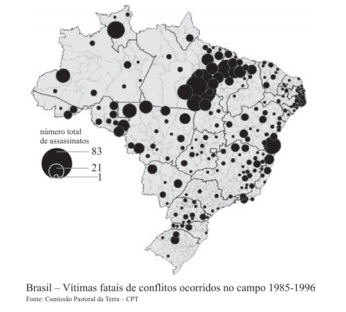 número total
de assassinatos
83
21
1
Brasil – Vítimas fatais de conflitos ocorridos no campo 1985-1996
Fonte: Comissão Pastoral da Terra – CPT